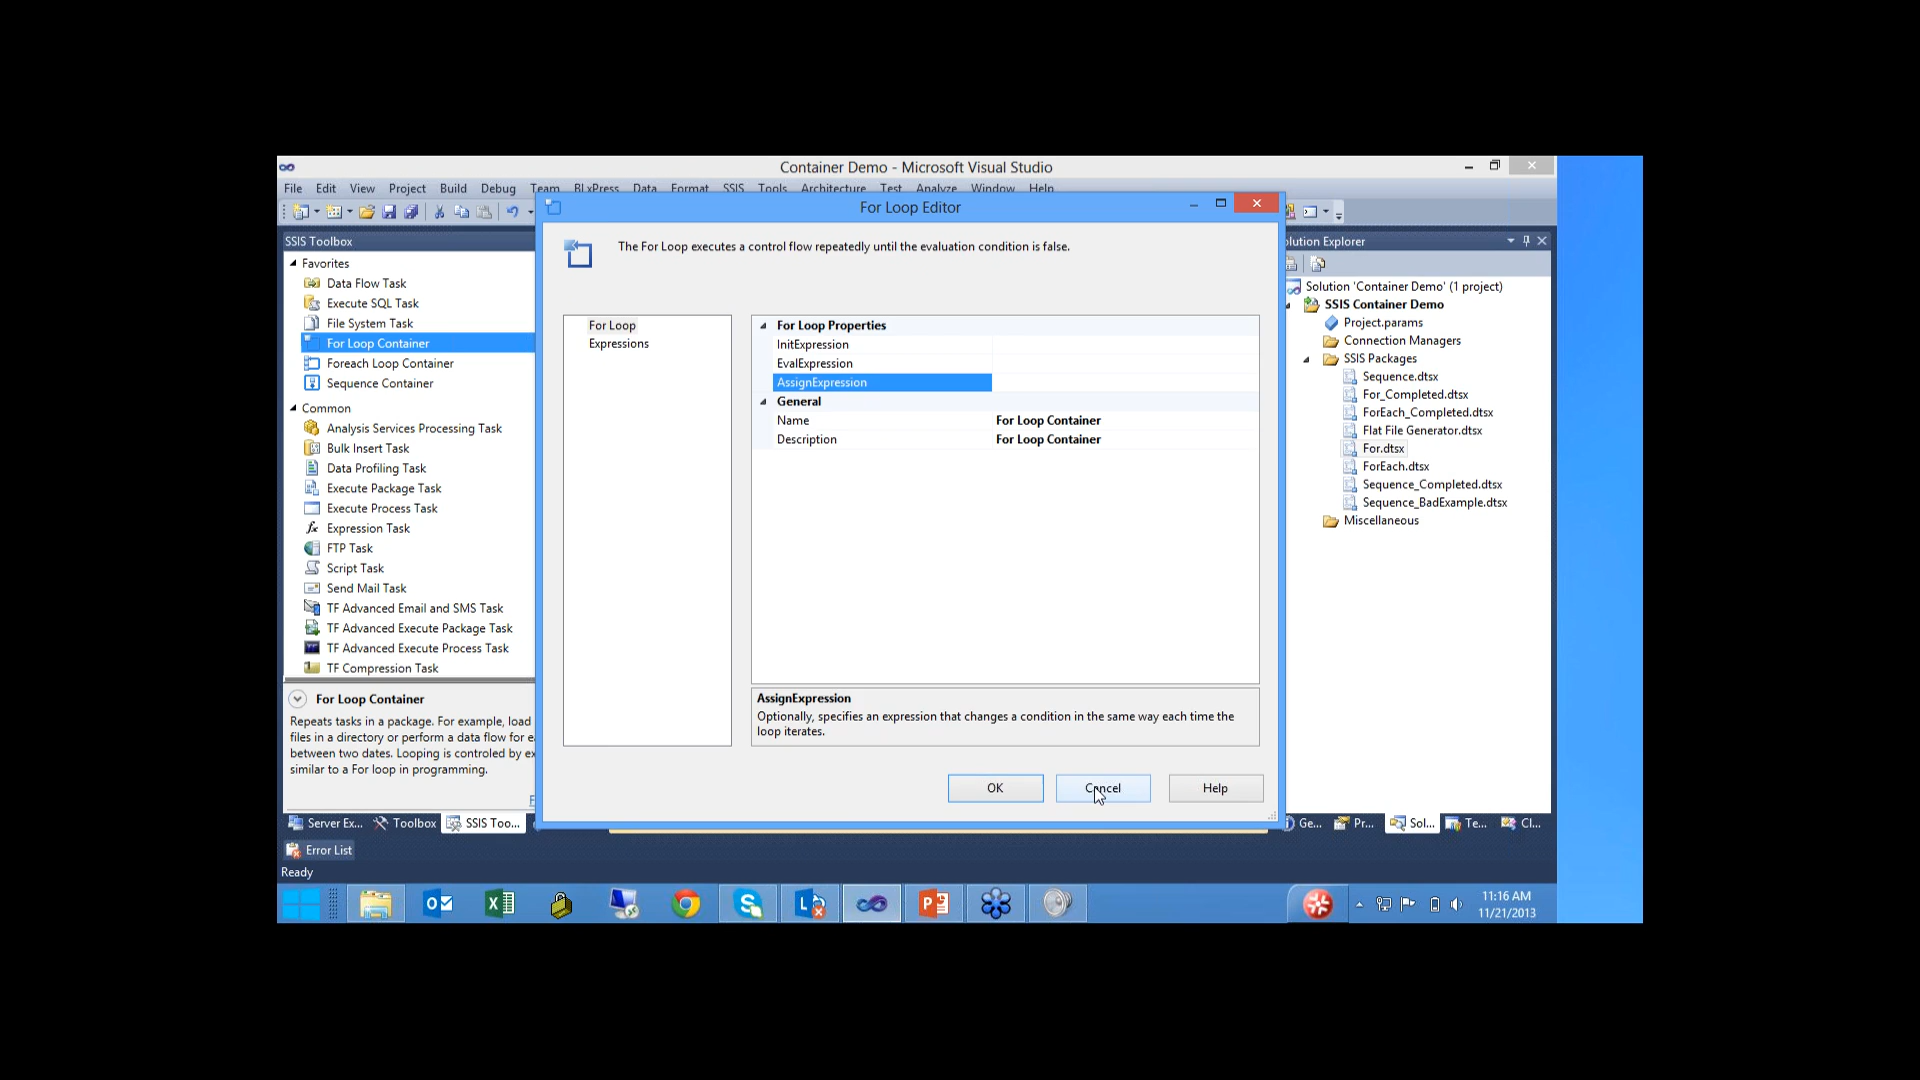 Container Demo - Microsoft Visual Studio
File Edit View Project Build Debug Team BIxPress Data Format SSIS Tools Architecture Test Analyze Window Help
For Loop Editor
SSIS Toolbox
Favorites
Data Flow Task
Execute SQL Task
File System Task
For Loop Container
Foreach Loop Container
Sequence Container
Common
Analysis Services Processing Task
Bulk Insert Task
Data Profiling Task
Execute Package Task
Execute Process Task
Expression Task
FTP Task
Script Task
Send Mail Task
TF Advanced Email and SMS Task
TF Advanced Execute Package Task
TF Advanced Execute Process Task
TF Compression Task
For Loop Container
Repeats tasks in a package. For example, load
files in a directory or perform a data flow for e
between two dates. Looping is controled by ex
similar to a For loop in programming.
The For Loop executes a control flow repeatedly until the evaluation condition is false.
For Loop
Expressions
For Loop Properties
InitExpression
EvalExpression
AssignExpression
General
Name For Loop Container
Description For Loop Container
AssignExpression
Optionally, specifies an expression that changes a condition in the same way each time the
loop iterates.
OK Cancel Help
olution Explorer
Solution 'Container Demo' (1 project)
SSIS Container Demo
Project.params
Connection Managers
SSIS Packages
Sequence.dtsx
For_Completed.dtsx
ForEach_Completed.dtsx
Flat File Generator.dtsx
For.dtsx
ForEach.dtsx
Sequence_Completed.dtsx
Sequence_BadExample.dtsx
Miscellaneous
Server Ex... Toolbox SSIS Too...
Ge... Pr... Sol... Te... Cl...
Error List
Ready
11:16 AM
11/21/2013